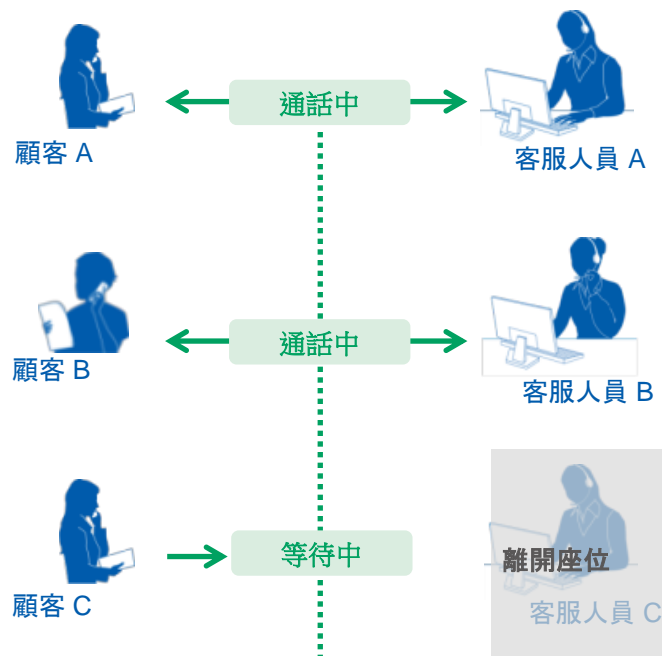 通話中
顧客 A
客服人員 A
通話中
顧客 B
客服人員 B
等待中
離開座位
顧客 C
客服人員 C